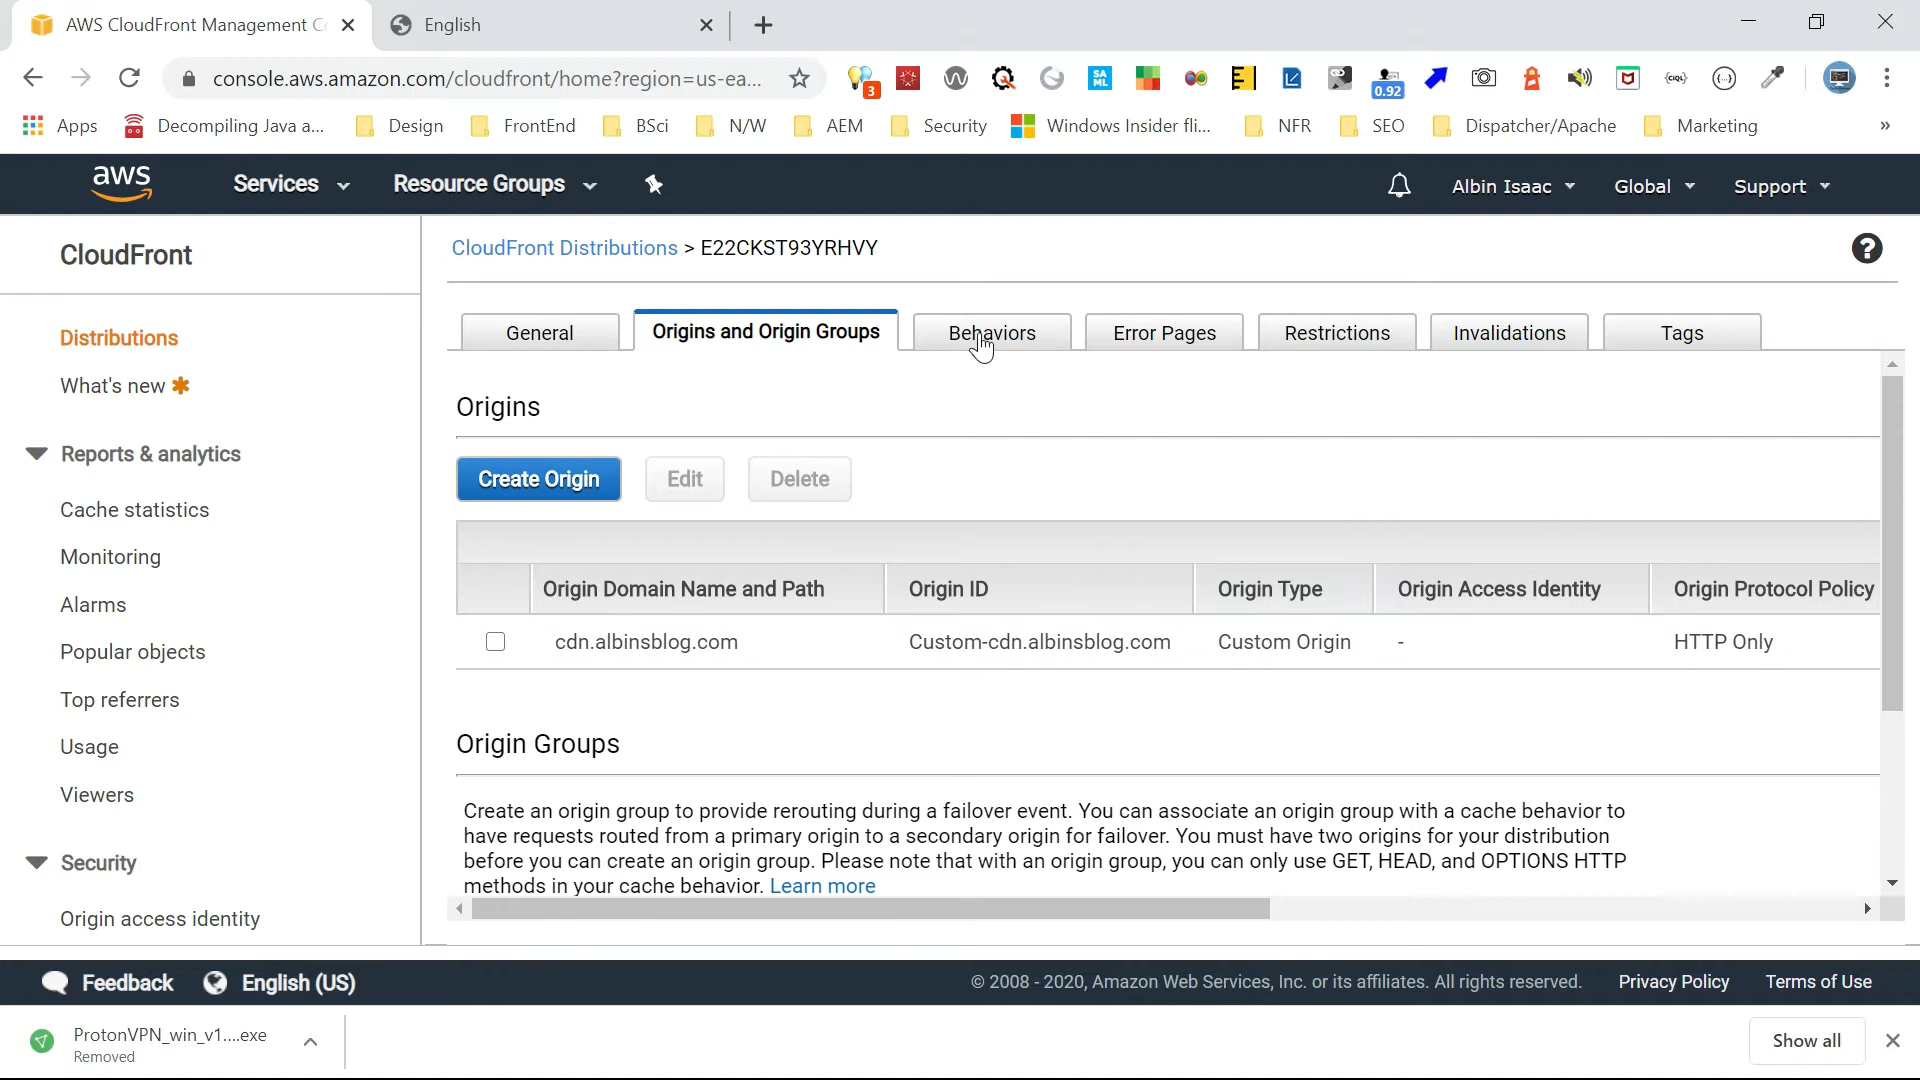 AWS CloudFront Management Co
English
console.aws.amazon.com/cloudfront/home?region=us-ea...
3
SA
ML
0.92
{CIQL}
{...}
Apps
Decompiling Java a...
Design
FrontEnd
BSci
N/W
AEM
Security
Windows Insider fli...
NFR
SEO
Dispatcher/Apache
Marketing
»
aws
Services
Resource Groups
Albin Isaac
Global
Support
CloudFront
Distributions
What's new
Reports & analytics
Cache statistics
Monitoring
Alarms
Popular objects
Top referrers
Usage
Viewers
Security
Origin access identity
CloudFront Distributions > E22CKST93YRHVY
?
General
Origins and Origin Groups
Behaviors
Error Pages
Restrictions
Invalidations
Tags
Origins
Create Origin
Edit
Delete
Origin Domain Name and Path
Origin ID
Origin Type
Origin Access Identity
Origin Protocol Policy
cdn.albinsblog.com
Custom-cdn.albinsblog.com
Custom Origin
-
HTTP Only
Origin Groups
Create an origin group to provide rerouting during a failover event. You can associate an origin group with a cache behavior to
have requests routed from a primary origin to a secondary origin for failover. You must have two origins for your distribution
before you can create an origin group. Please note that with an origin group, you can only use GET, HEAD, and OPTIONS HTTP
methods in your cache behavior. Learn more
Feedback
English (US)
© 2008 - 2020, Amazon Web Services, Inc. or its affiliates. All rights reserved.
Privacy Policy
Terms of Use
ProtonVPN_win_v1....exe
Removed
Show all